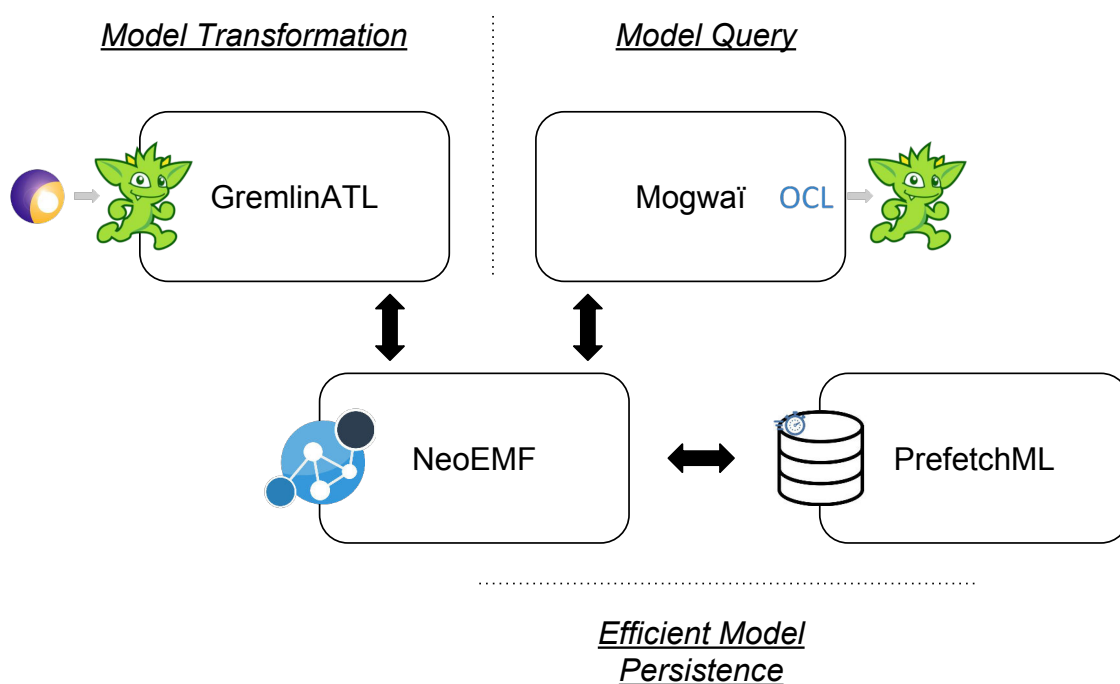 Model Transformation
Model Query
GremlinATL
Mogwaï
OCL
NeoEMF
PrefetchML
Efficient Model
Persistence